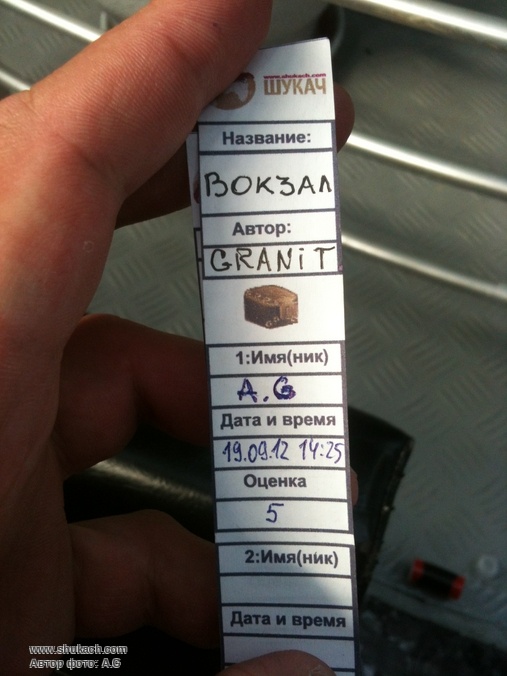 www.shukach.com
ШУКАЧ
Название:
ВОКЗАЛ
Автор:
GRANiT
1:Имя(ник)
A.G
Дата и время
19.09.12 14:25
Оценка
5
2:Имя(ник)
Дата и время
www.shukach.com
Автор фото: A.G